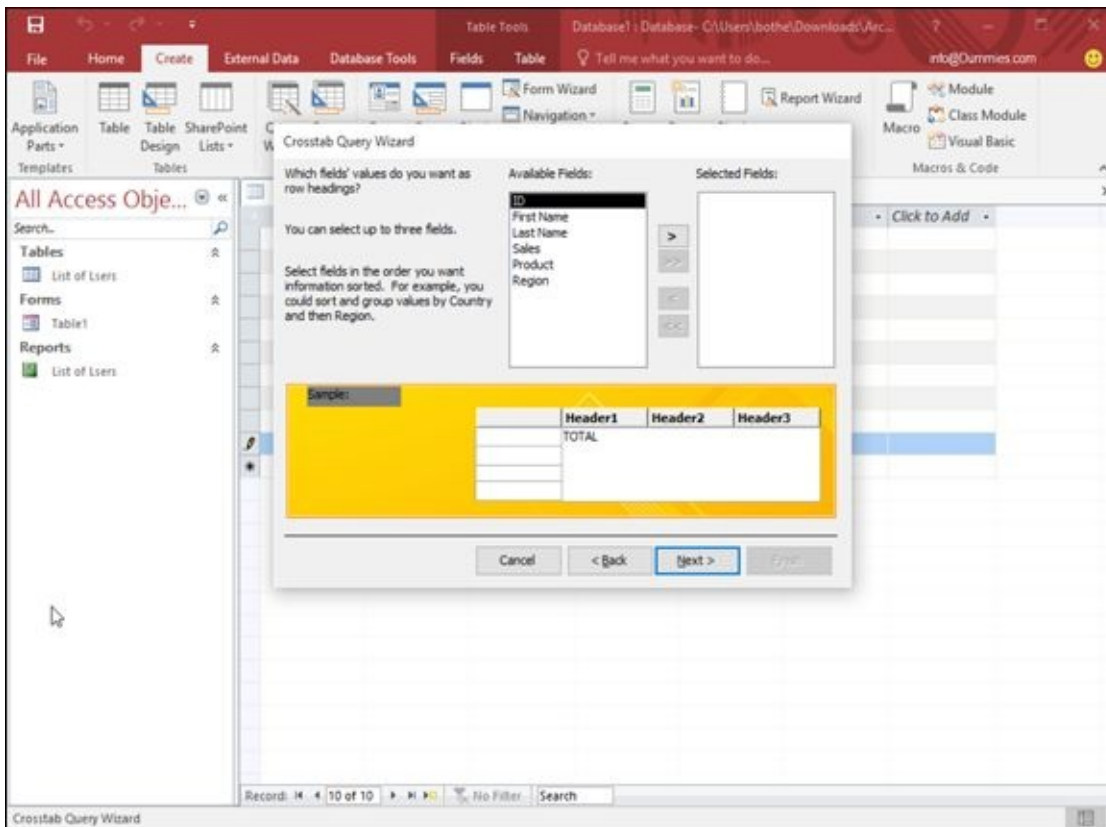 Table Tools
Database1 : Database- C:\Users\bothe\Downloads\Arc...
?
File Home Create External Data Database Tools Fields Table Tell me what you want to do... info@Dummies.com
Application Parts
Table
Table Design
SharePoint Lists
Form Wizard
Navigation
Report Wizard
Macro
Module
Class Module
Visual Basic
Templates
Tables
Macros & Code
Crosstab Query Wizard
Which fields' values do you want as
row headings?
You can select up to three fields.
Select fields in the order you want
information sorted. For example, you
could sort and group values by Country
and then Region.
Available Fields:
ID
First Name
Last Name
Sales
Product
Region
>
>>
<
<<
Selected Fields:
Sample:
Header1 Header2 Header3
TOTAL
Cancel < Back Next >
All Access Obje... «
Search...
Tables
List of Lsers
Forms
Table1
Reports
List of Lsers
Click to Add
Record: 10 of 10 No Filter Search
Crosstab Query Wizard